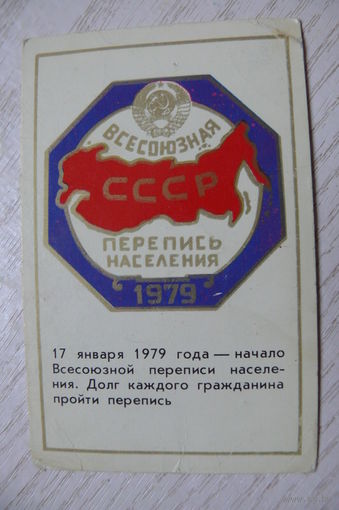 ВСЕСОЮЗНАЯ
СССР
ПЕРЕПИСЬ
НАСЕЛЕНИЯ
1979
17 января 1979 года — начало
Всесоюзной переписи населе-
ния. Долг каждого гражданина
пройти перепись